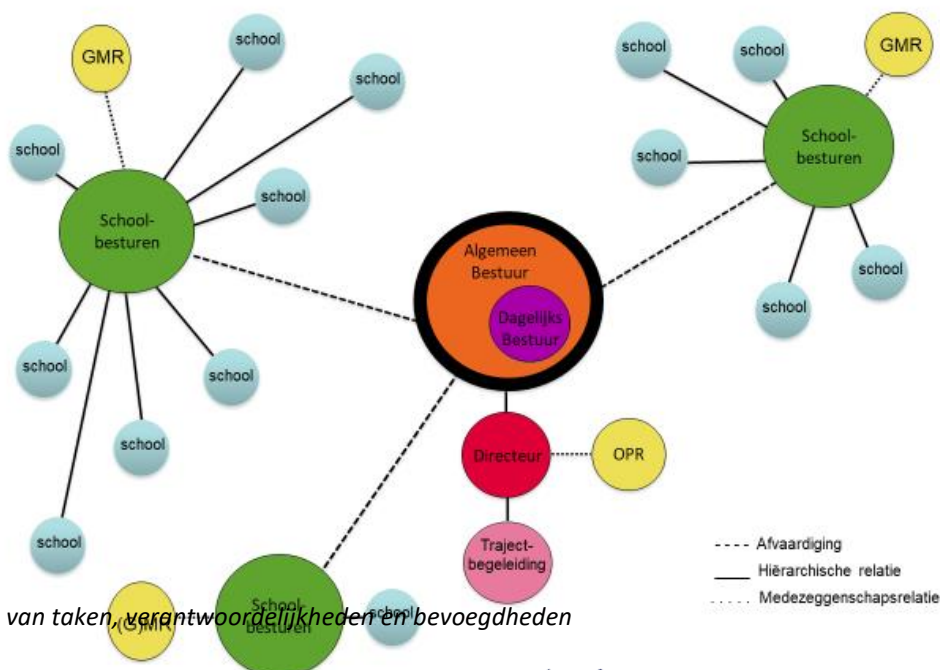 school
GMR
school
school
school
school
Algemeen
Bestuur
Dagelijks
Bestuur
school
school
school
GMR
school
School-
besturen
school
school
School-
besturen
school
school
school
school
Directeur
OPR
Traject-
begeleiding
Afvaardiging
Hiërarchische relatie
Medezeggenschapsrelatie
(G)MR
School-
besturen
school
van taken, verantwoordelijkheden en bevoegdheden